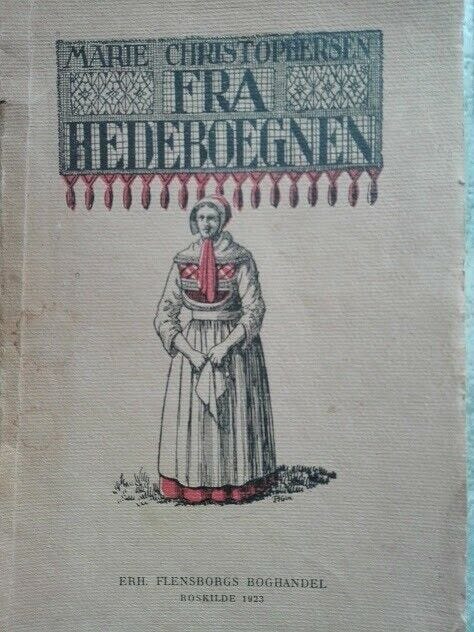 MARIE CHRISTOPHERSEN
FRA
HEDEBOEGNEN
ERH. FLENSBORGS BOGHANDEL
ROSKILDE 1923